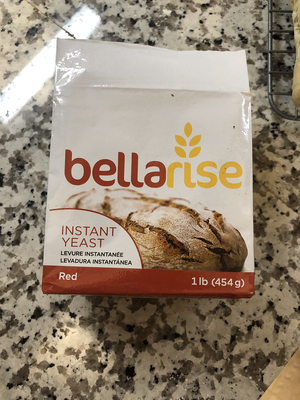 bellarise
INSTANT
YEAST
LEVURE INSTANTANÉE
LEVADURA INSTANTÁNEA
Red
1 lb (454 g)